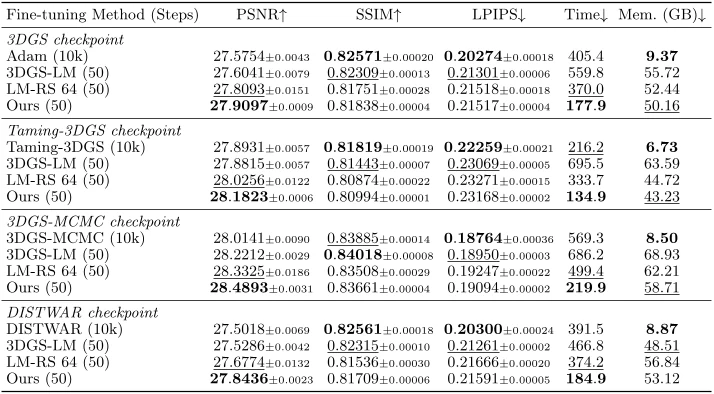 Fine-tuning Method (Steps) PSNR↑ SSIM↑ LPIPS↓ Time↓ Mem. (GB)↓
3DGS checkpoint
Adam (10k) 27.5754±0.0043 0.82571±0.00020 0.20274±0.00018 405.4 9.37
3DGS-LM (50) 27.6041±0.0079 0.82309±0.00013 0.21301±0.00006 559.8 55.72
LM-RS 64 (50) 27.8093±0.0151 0.81751±0.00028 0.21518±0.00018 370.0 52.44
Ours (50) 27.9097±0.0009 0.81838±0.00004 0.21517±0.00004 177.9 50.16
Taming-3DGS checkpoint
Taming-3DGS (10k) 27.8931±0.0057 0.81819±0.00019 0.22259±0.00021 216.2 6.73
3DGS-LM (50) 27.8815±0.0057 0.81443±0.00007 0.23069±0.00005 695.5 63.59
LM-RS 64 (50) 28.0256±0.0122 0.80874±0.00022 0.23271±0.00015 333.7 44.72
Ours (50) 28.1823±0.0006 0.80994±0.00001 0.23168±0.00002 134.9 43.23
3DGS-MCMC checkpoint
3DGS-MCMC (10k) 28.0141±0.0090 0.83885±0.00014 0.18764±0.00036 569.3 8.50
3DGS-LM (50) 28.2212±0.0029 0.84018±0.00008 0.18950±0.00003 686.2 68.93
LM-RS 64 (50) 28.3325±0.0186 0.83508±0.00029 0.19247±0.00022 499.4 62.21
Ours (50) 28.4893±0.0031 0.83661±0.00004 0.19094±0.00002 219.9 58.71
DISTWAR checkpoint
DISTWAR (10k) 27.5018±0.0069 0.82561±0.00018 0.20300±0.00024 391.5 8.87
3DGS-LM (50) 27.5286±0.0042 0.82315±0.00010 0.21261±0.00002 466.8 48.51
LM-RS 64 (50) 27.6774±0.0132 0.81536±0.00030 0.21666±0.00020 374.2 56.84
Ours (50) 27.8436±0.0023 0.81709±0.00006 0.21591±0.00005 184.9 53.12